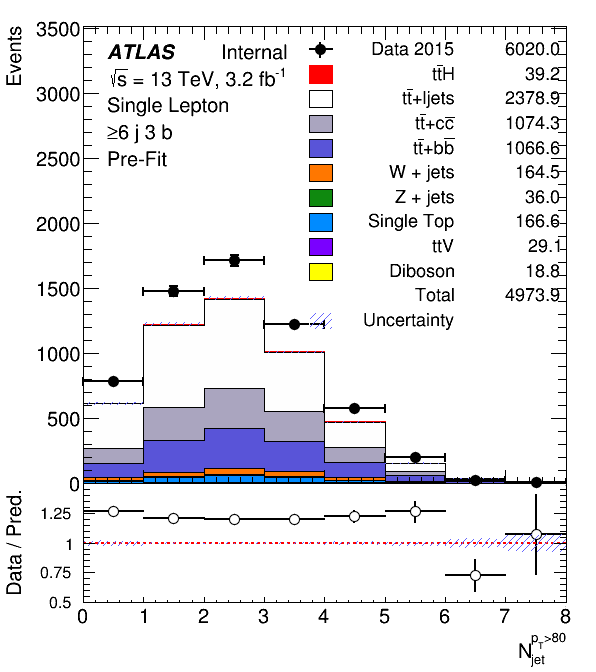 Events
3500
3000
2500
2000
1500
1000
500
0
ATLAS Internal
√s = 13 TeV, 3.2 fb⁻¹
Single Lepton
≥6 j 3 b
Pre-Fit
Data 2015 6020.0
tt̄H 39.2
tt̄+ljets 2378.9
tt̄+cc̄ 1074.3
tt̄+bb̄ 1066.6
W + jets 164.5
Z + jets 36.0
Single Top 166.6
ttV 29.1
Diboson 18.8
Total 4973.9
Uncertainty
Data / Pred.
1.25
1
0.75
0.5
0 1 2 3 4 5 6 7 8
N_jet^{p_T>80}